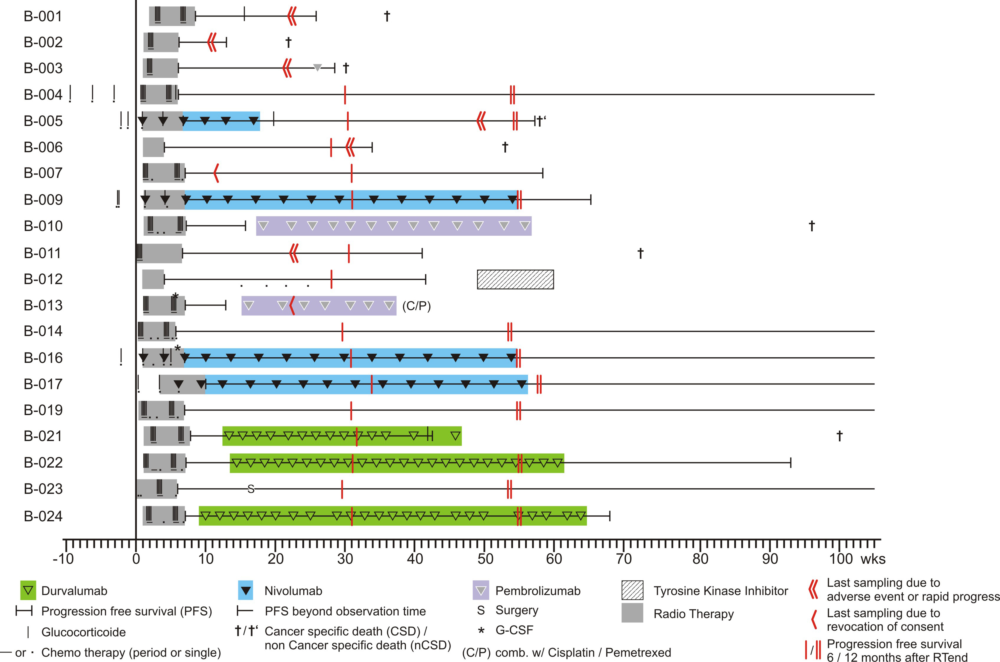 B-001
†
B-002
†
B-003
†
B-004
B-005
†‘
B-006
†
B-007
B-009
B-010
†
B-011
†
B-012
B-013
*
(C/P)
B-014
B-016
*
B-017
B-019
B-021
†
B-022
B-023
S
B-024
-10 0 10 20 30 40 50 60 70 80 90 100 wks
Durvalumab
Nivolumab
Pembrolizumab
Tyrosine Kinase Inhibitor
Last sampling due to
adverse event or rapid progress
Progression free survival (PFS)
PFS beyond observation time
S Surgery
Radio Therapy
Last sampling due to
revocation of consent
Glucocorticoide
†/†‘ Cancer specific death (CSD) /
non Cancer specific death (nCSD)
* G-CSF
— or · Chemo therapy (period or single)
(C/P) comb. w/ Cisplatin / Pemetrexed
|/|| Progression free survival
6 / 12 months after RTend